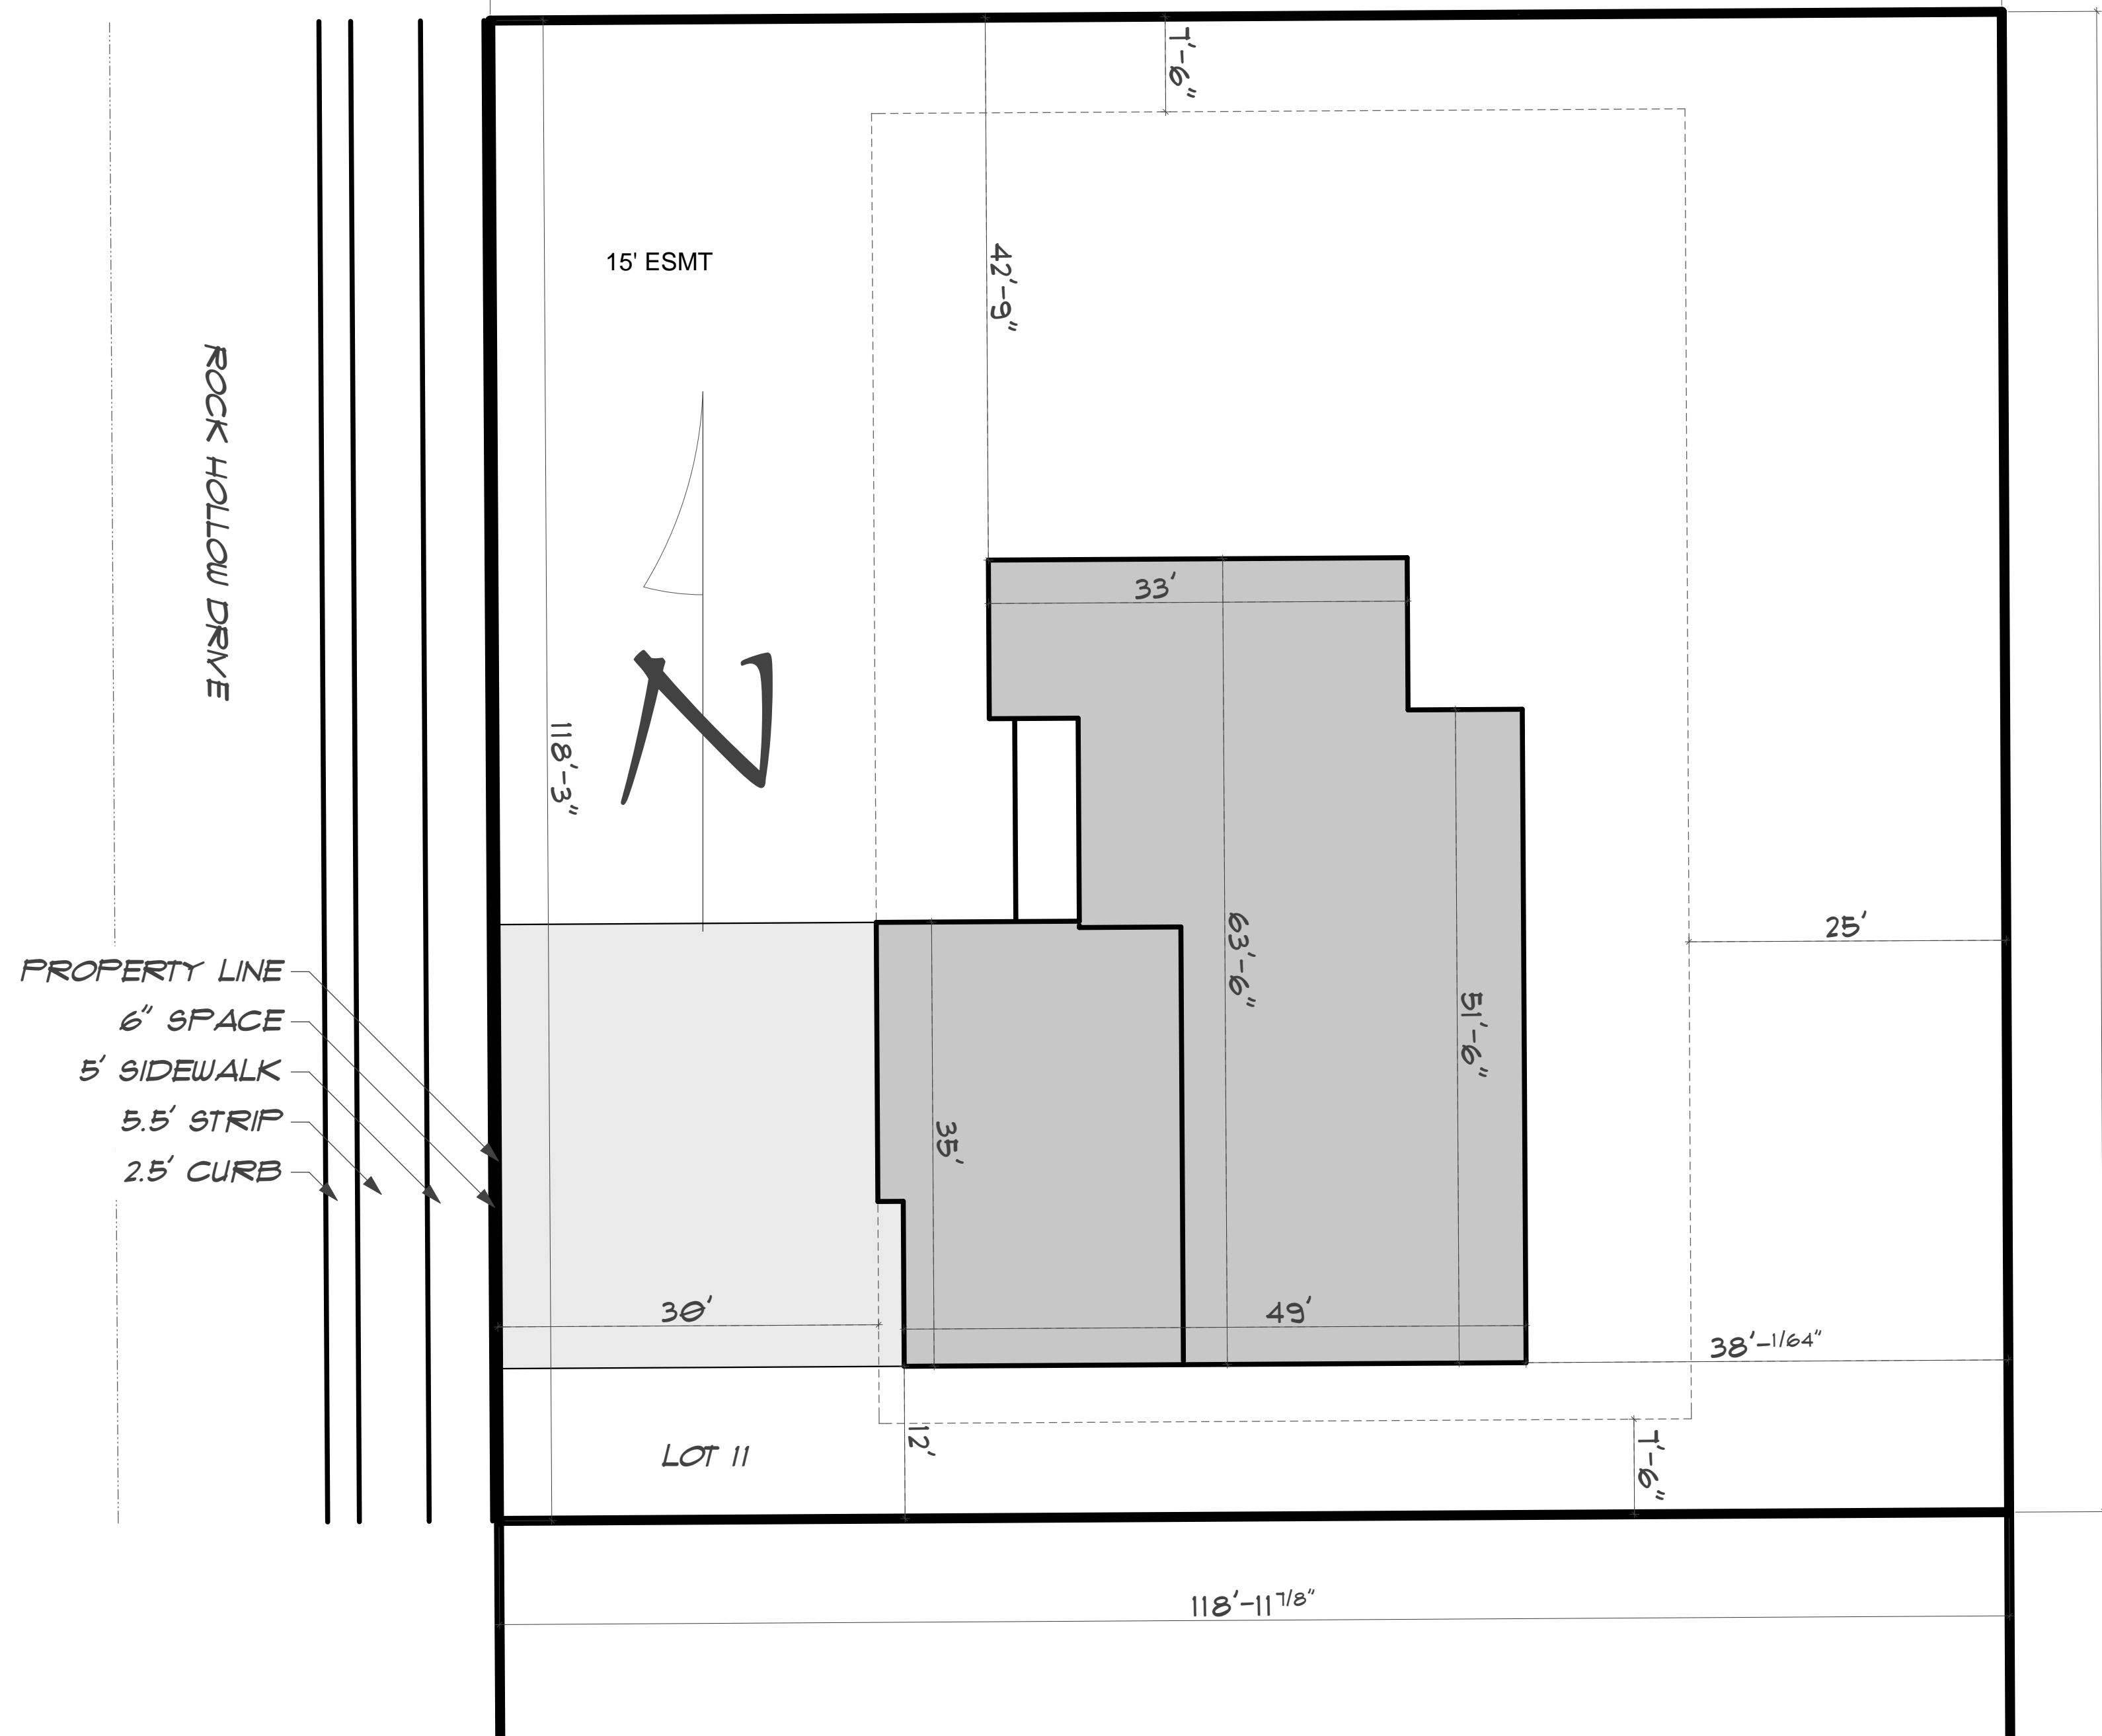 7'-6"
42'-9"
15' ESMT
ROCK HOLLOW DRIVE
33'
118'-3"
N
63'-6"
25'
PROPERTY LINE
6" SPACE
5' SIDEWALK
5.5' STRIP
2.5' CURB
51'-6"
35'
30'
49'
38'-1/64"
12'
LOT 11
7'-6"
118'-11 7/8"